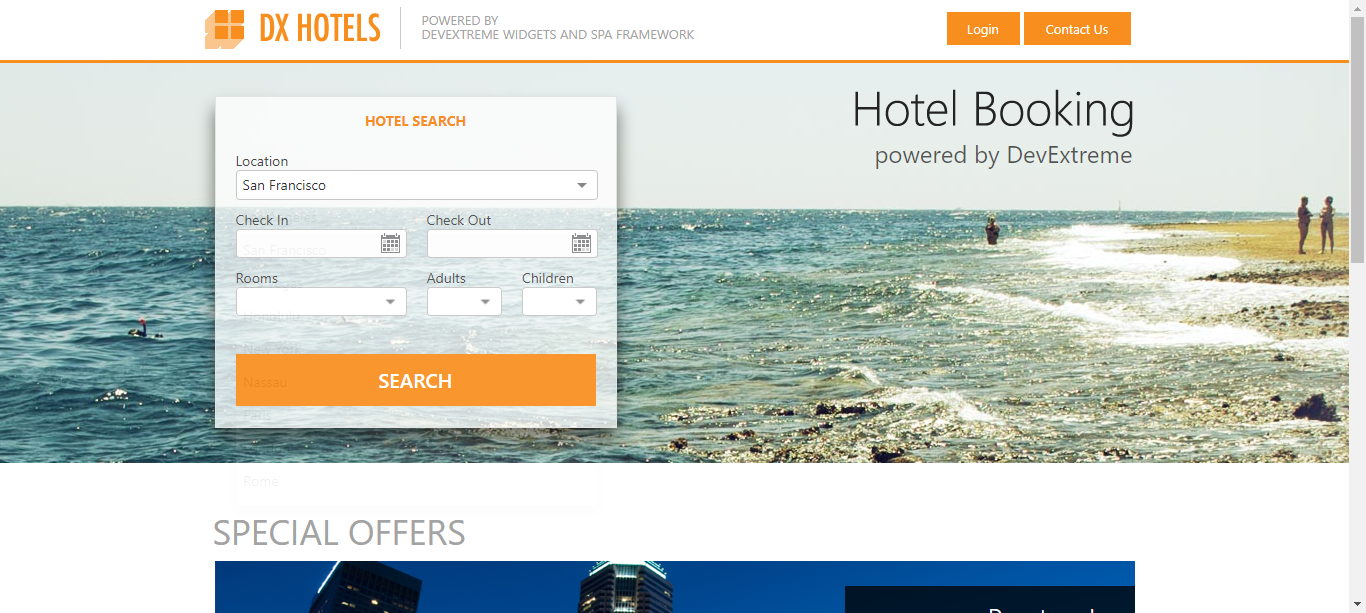 DX HOTELS
POWERED BY
DEVEXTREME WIDGETS AND SPA FRAMEWORK
Login
Contact Us
Hotel Booking
powered by DevExtreme
HOTEL SEARCH
Location
San Francisco
Check In
Check Out
San Francisco
Rooms
Adults
Children
Honolulu
New York
Nassau
SEARCH
Paris
Rome
SPECIAL OFFERS